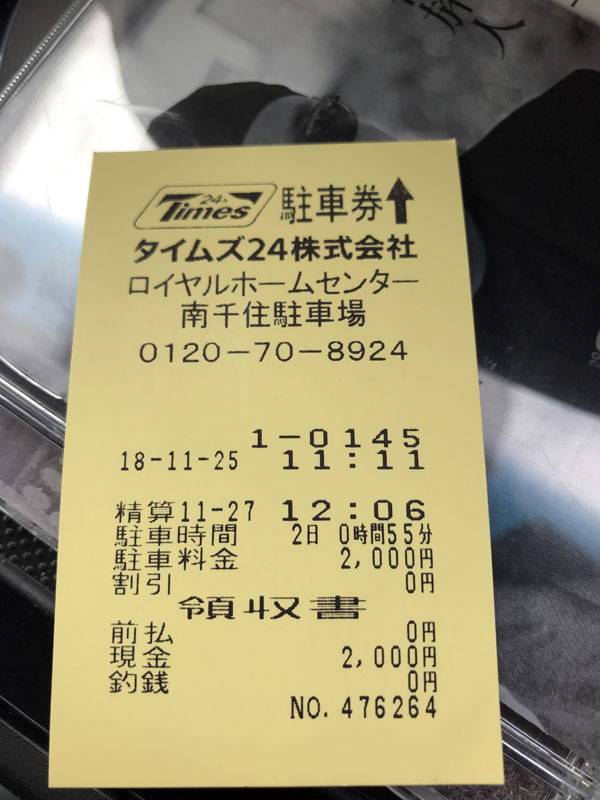 旅人
24h Times 駐車券↑
タイムズ24株式会社
ロイヤルホームセンター
南千住駐車場
0120-70-8924
1-0145
18-11-25 11:11
精算11-27 12:06
駐車時間 2日 0時間55分
駐車料金 2,000円
割引 0円
領収書
前払 0円
現金 2,000円
釣銭 0円
NO.476264